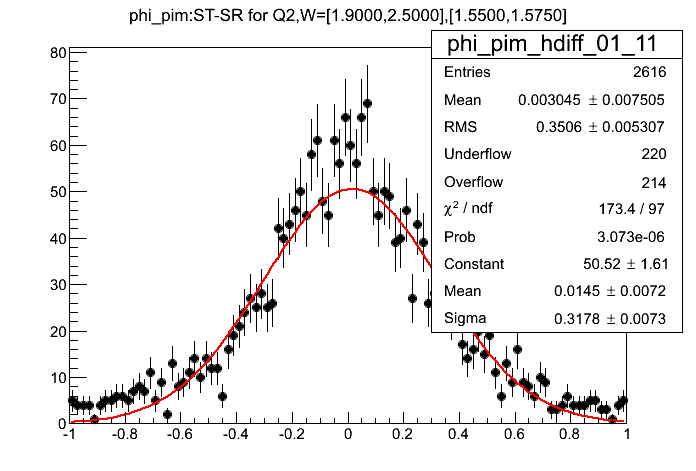 phi_pim:ST-SR for Q2,W=[1.9000,2.5000],[1.5500,1.5750]
phi_pim_hdiff_01_11
Entries 2616
Mean 0.003045 ± 0.007505
RMS 0.3506 ± 0.005307
Underflow 220
Overflow 214
χ² / ndf 173.4 / 97
Prob 3.073e-06
Constant 50.52 ± 1.61
Mean 0.0145 ± 0.0072
Sigma 0.3178 ± 0.0073
80
70
60
50
40
30
20
10
0
-1 -0.8 -0.6 -0.4 -0.2 0 0.2 0.4 0.6 0.8 1